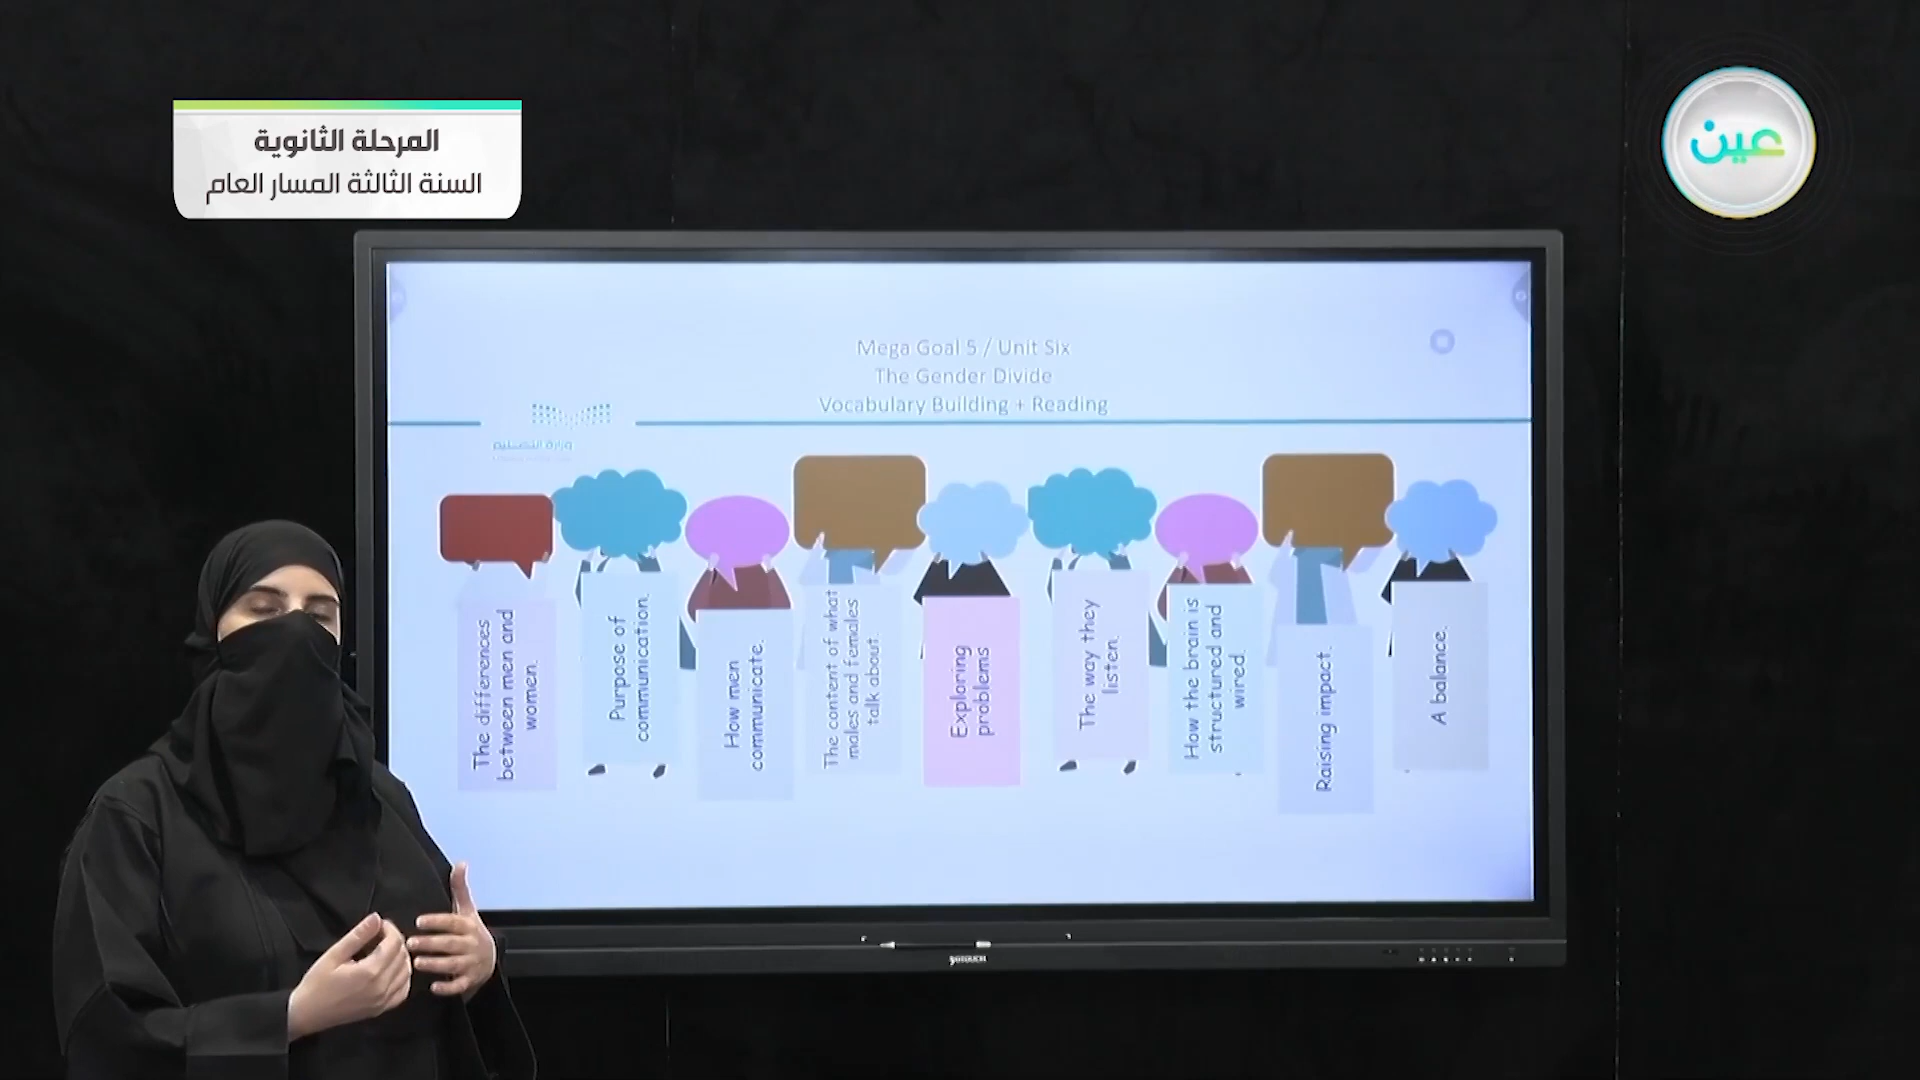 المرحلة الثانوية
السنة الثالثة المسار العام
عين
Mega Goal 5 / Unit Six
The Gender Divide
Vocabulary Building + Reading
وزارة التعليم
The differences
between men and
women.
Purpose of
communication.
How men
communicate.
The content of what
males and females
talk about.
Exploring
problems
The way they
listen.
How the brain is
structured and
wired.
Raising impact.
A balance.